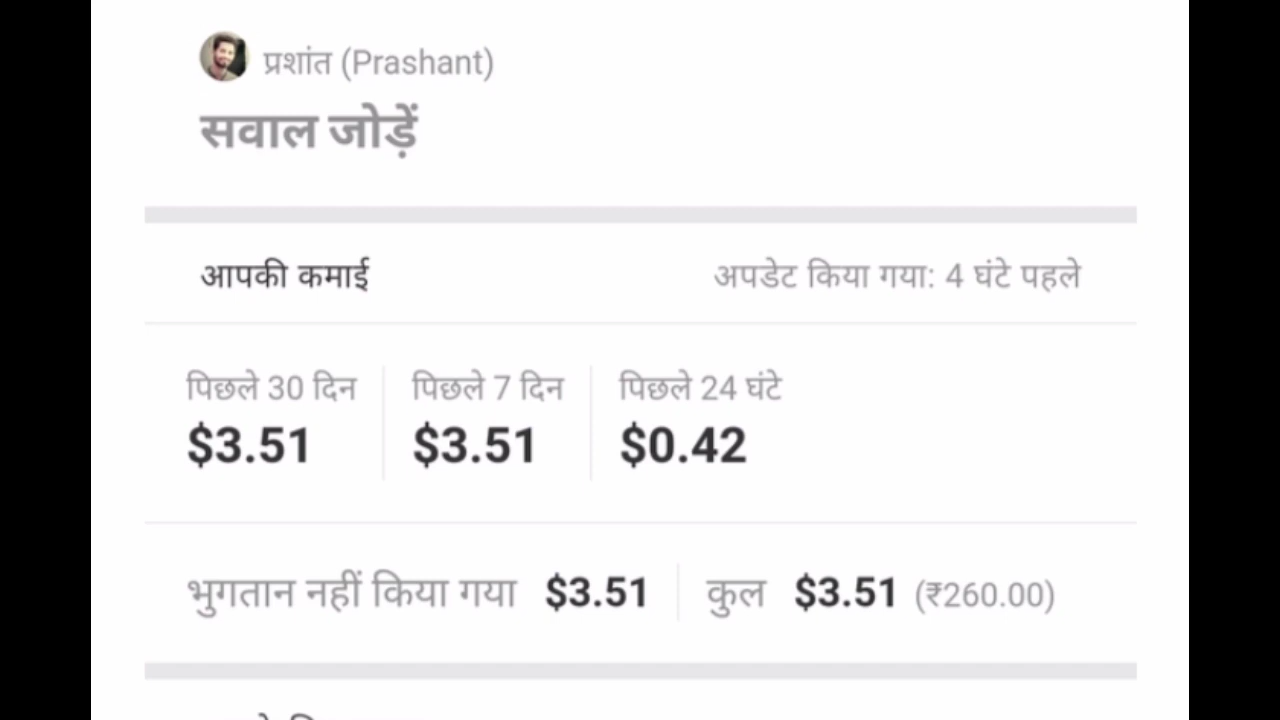 प्रशांत (Prashant)
सवाल जोड़ें
आपकी कमाई अपडेट किया गया: 4 घंटे पहले
पिछले 30 दिन पिछले 7 दिन पिछले 24 घंटे
$3.51 $3.51 $0.42
भुगतान नहीं किया गया $3.51 कुल $3.51 (₹260.00)